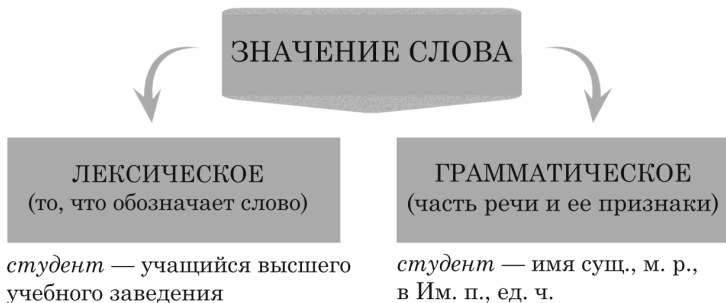 ЗНАЧЕНИЕ СЛОВА
ЛЕКСИЧЕСКОЕ
(то, что обозначает слово)
студент — учащийся высшего
учебного заведения
ГРАММАТИЧЕСКОЕ
(часть речи и ее признаки)
студент — имя сущ., м. р.,
в Им. п., ед. ч.